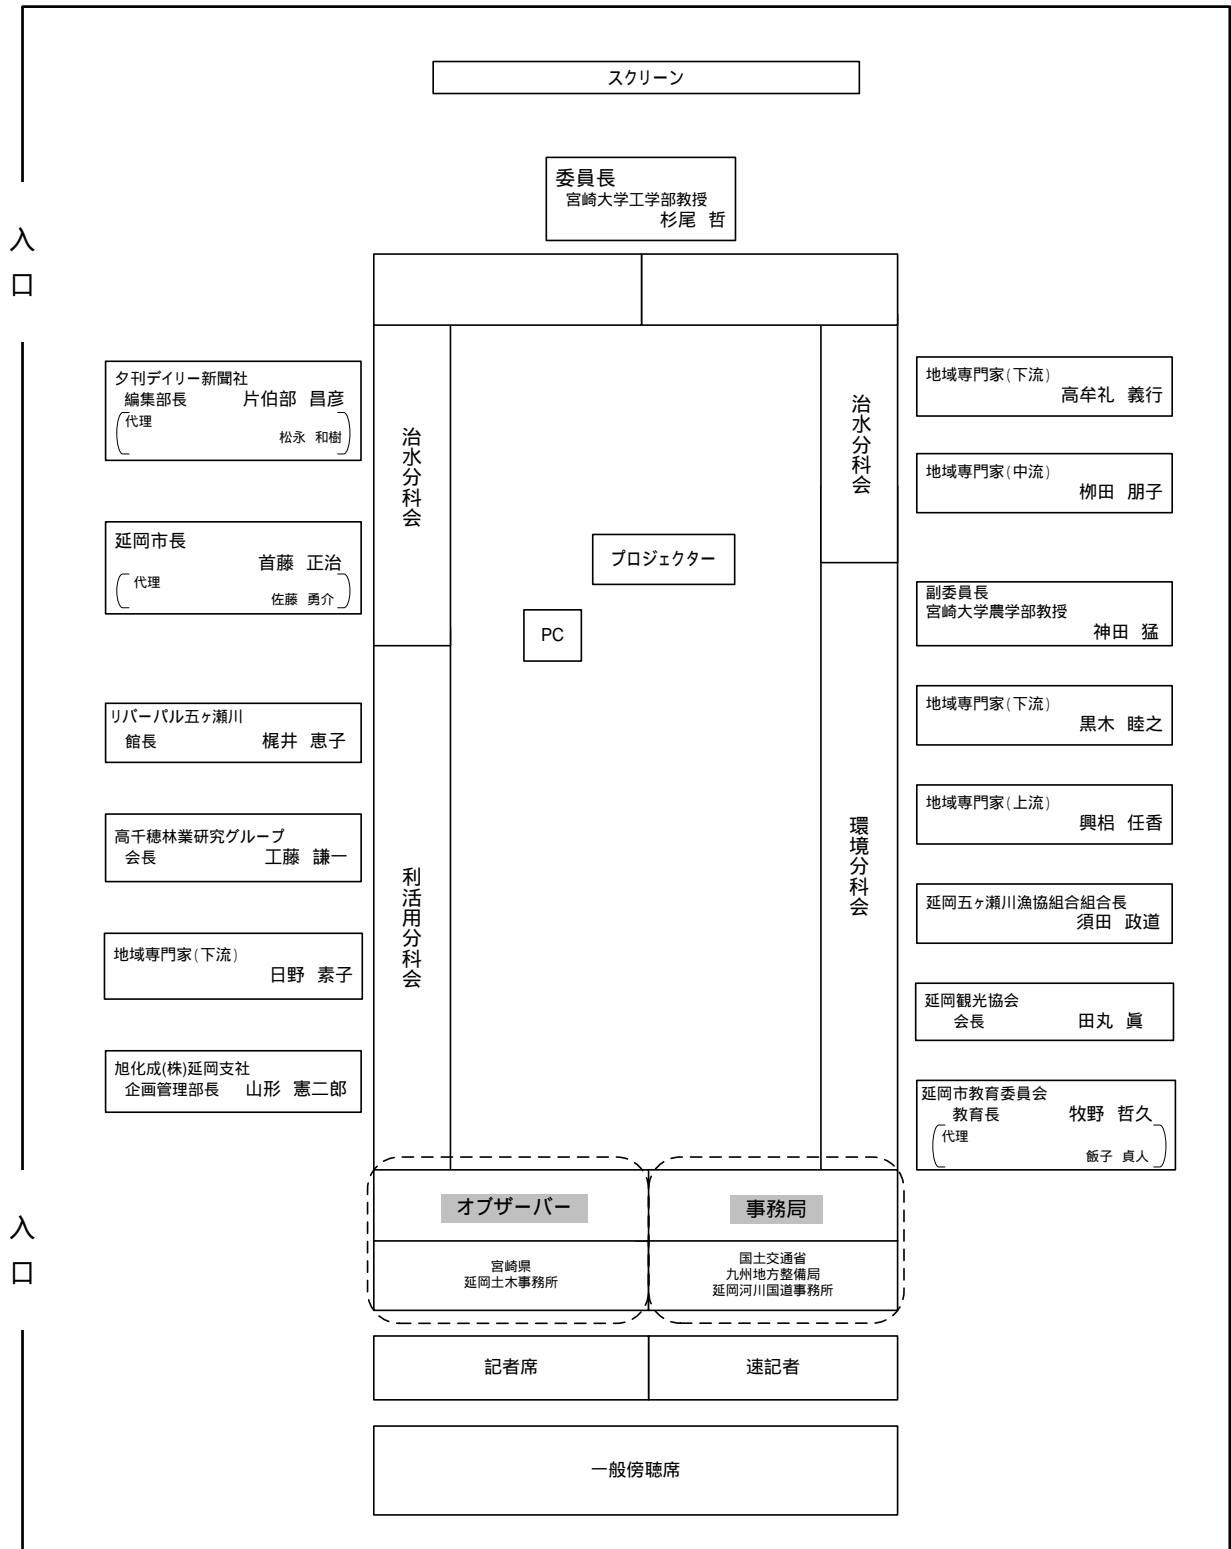 スクリーン
委員長
宮崎大学工学部教授
杉尾 哲
入口
夕刊デイリー新聞社
編集部長 片伯部 昌彦
代理
松永 和樹
延岡市長
首藤 正治
代理
佐藤 勇介
リバーパル五ヶ瀬川
館長 梶井 恵子
高千穂林業研究グループ
会長 工藤 謙一
地域専門家(下流)
日野 素子
旭化成(株)延岡支社
企画管理部長 山形 憲二郎
治水分科会
利活用分科会
プロジェクター
PC
治水分科会
環境分科会
地域専門家(下流)
高牟礼 義行
地域専門家(中流)
栁田 朋子
副委員長
宮崎大学農学部教授
神田 猛
地域専門家(下流)
黒木 睦之
地域専門家(上流)
興梠 任香
延岡五ヶ瀬川漁協組合組合長
須田 政道
延岡観光協会
会長 田丸 眞
延岡市教育委員会
教育長 牧野 哲久
代理
飯子 貞人
入口
オブザーバー
宮崎県
延岡土木事務所
事務局
国土交通省
九州地方整備局
延岡河川国道事務所
記者席
速記者
一般傍聴席